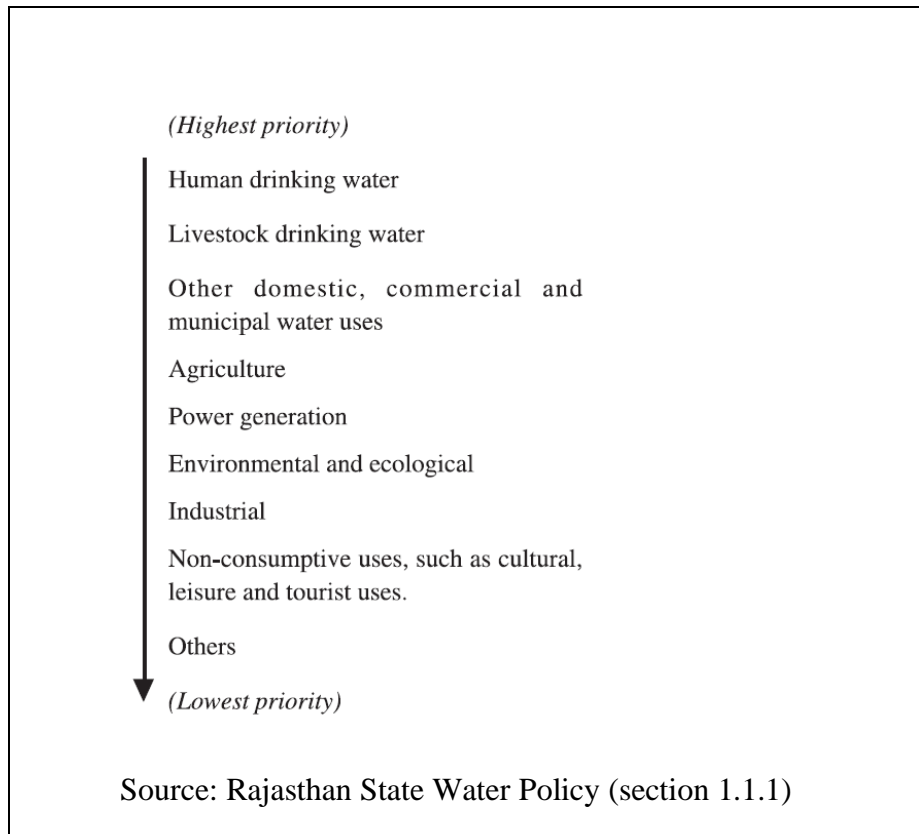 (Highest priority)
Human drinking water
Livestock drinking water
Other domestic, commercial and
municipal water uses
Agriculture
Power generation
Environmental and ecological
Industrial
Non-consumptive uses, such as cultural,
leisure and tourist uses.
Others
(Lowest priority)
Source: Rajasthan State Water Policy (section 1.1.1)